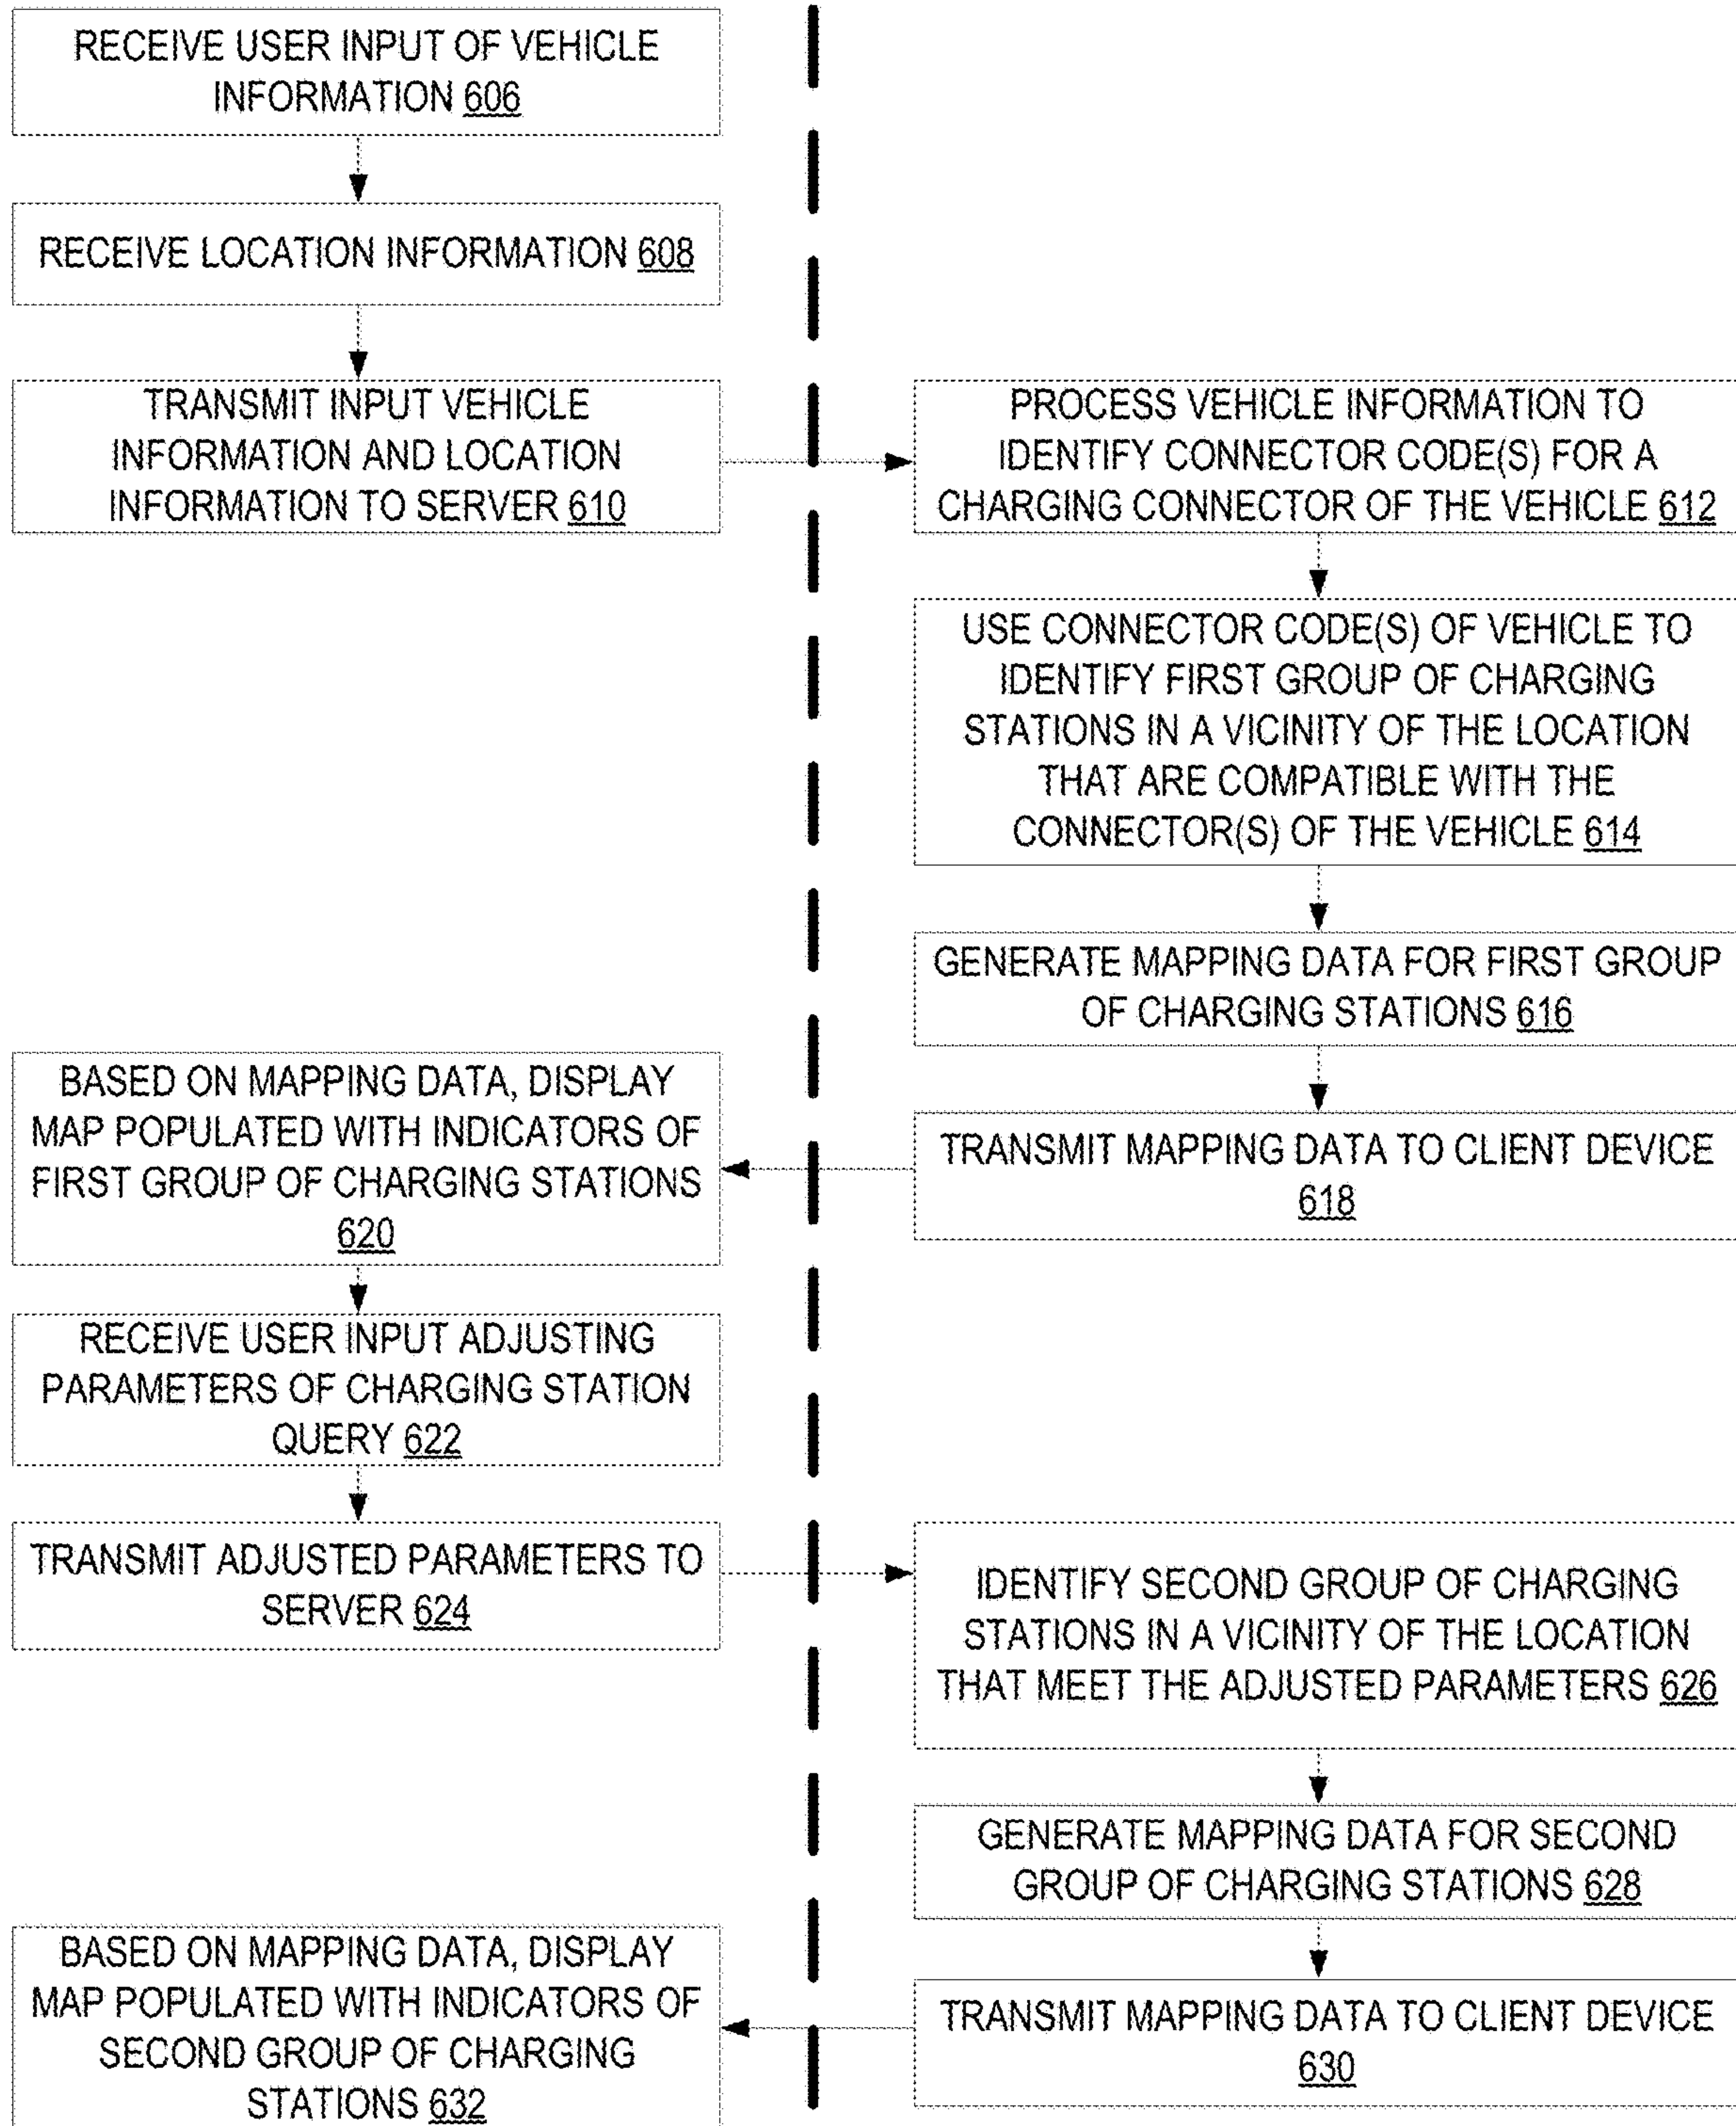 RECEIVE USER INPUT OF VEHICLE
INFORMATION 606
RECEIVE LOCATION INFORMATION 608
TRANSMIT INPUT VEHICLE
INFORMATION AND LOCATION
INFORMATION TO SERVER 610
PROCESS VEHICLE INFORMATION TO
IDENTIFY CONNECTOR CODE(S) FOR A
CHARGING CONNECTOR OF THE VEHICLE 612
USE CONNECTOR CODE(S) OF VEHICLE TO
IDENTIFY FIRST GROUP OF CHARGING
STATIONS IN A VICINITY OF THE LOCATION
THAT ARE COMPATIBLE WITH THE
CONNECTOR(S) OF THE VEHICLE 614
GENERATE MAPPING DATA FOR FIRST GROUP
OF CHARGING STATIONS 616
TRANSMIT MAPPING DATA TO CLIENT DEVICE
618
BASED ON MAPPING DATA, DISPLAY
MAP POPULATED WITH INDICATORS OF
FIRST GROUP OF CHARGING STATIONS
620
RECEIVE USER INPUT ADJUSTING
PARAMETERS OF CHARGING STATION
QUERY 622
TRANSMIT ADJUSTED PARAMETERS TO
SERVER 624
IDENTIFY SECOND GROUP OF CHARGING
STATIONS IN A VICINITY OF THE LOCATION
THAT MEET THE ADJUSTED PARAMETERS 626
GENERATE MAPPING DATA FOR SECOND
GROUP OF CHARGING STATIONS 628
TRANSMIT MAPPING DATA TO CLIENT DEVICE
630
BASED ON MAPPING DATA, DISPLAY
MAP POPULATED WITH INDICATORS OF
SECOND GROUP OF CHARGING
STATIONS 632